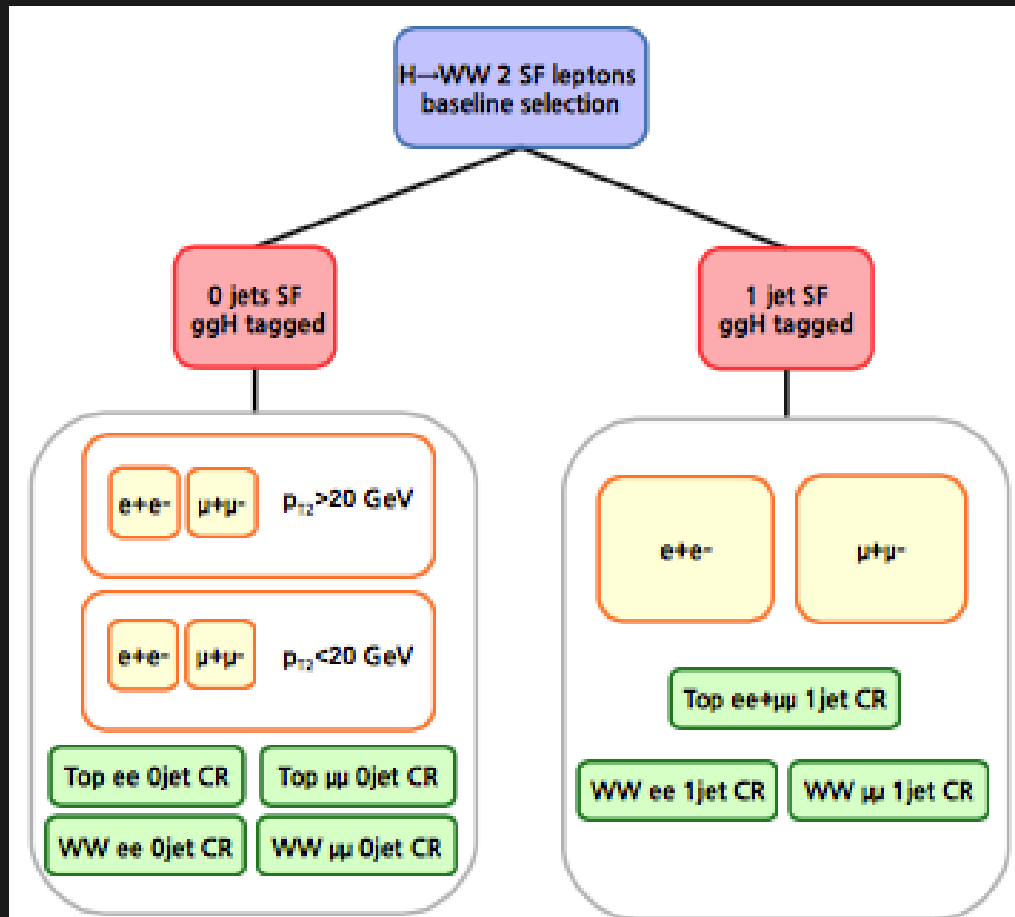 H→WW 2 SF leptons
baseline selection
0 jets SF
ggH tagged
1 jet SF
ggH tagged
e+e-
μ+μ-
p_T2>20 GeV
e+e-
μ+μ-
p_T2<20 GeV
Top ee 0jet CR
Top μμ 0jet CR
WW ee 0jet CR
WW μμ 0jet CR
e+e-
μ+μ-
Top ee+μμ 1jet CR
WW ee 1jet CR
WW μμ 1jet CR